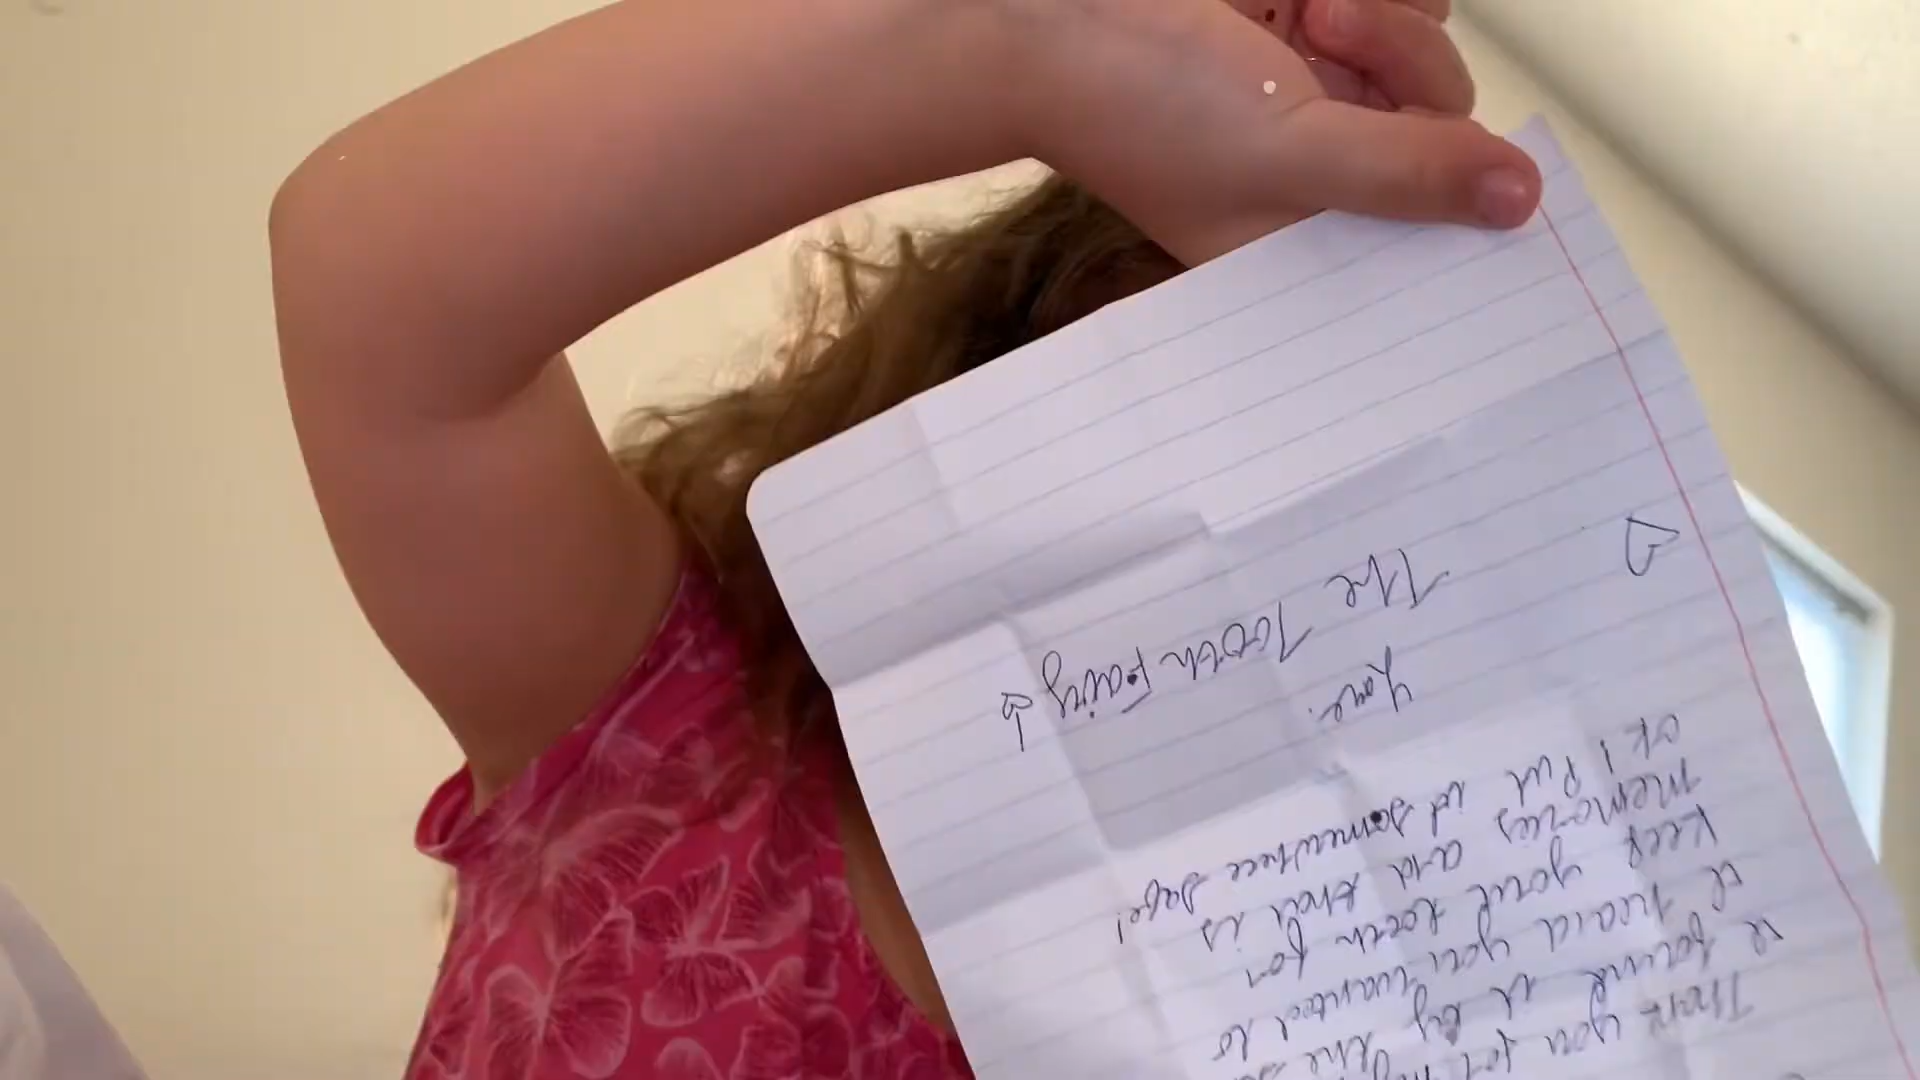 Thank you for
I found it by the
I heard you wanted to
keep your tooth for
memories and that is
ok I put it somewhere safe!
Love.
The Tooth Fairy